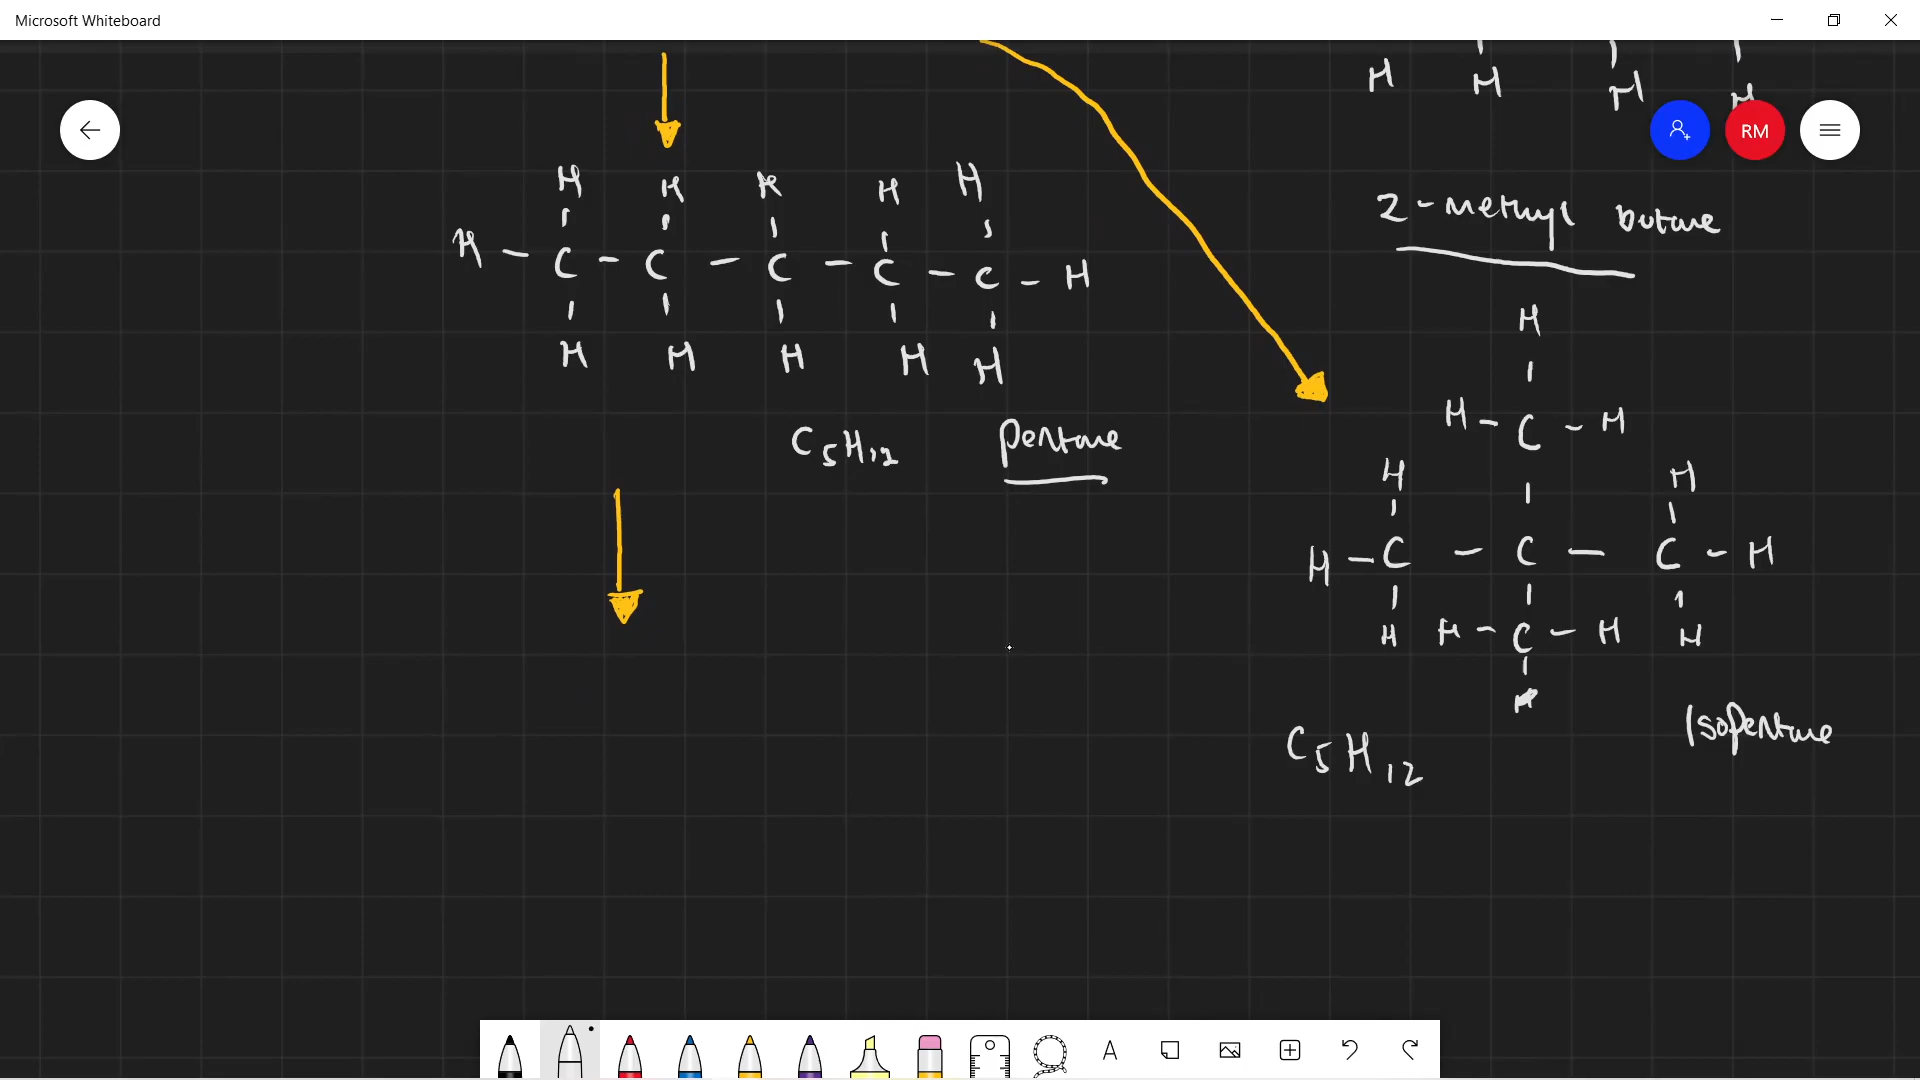 Microsoft Whiteboard
H H H H
RM
2-methyl butane
H H H H H
H - C - C - C - C - C - H
H H H H H
C5H12 Pentane
H
H - C - H
H H
H - C - C - C - H
H H - C - H H
H
C5H12 Isopentane
A